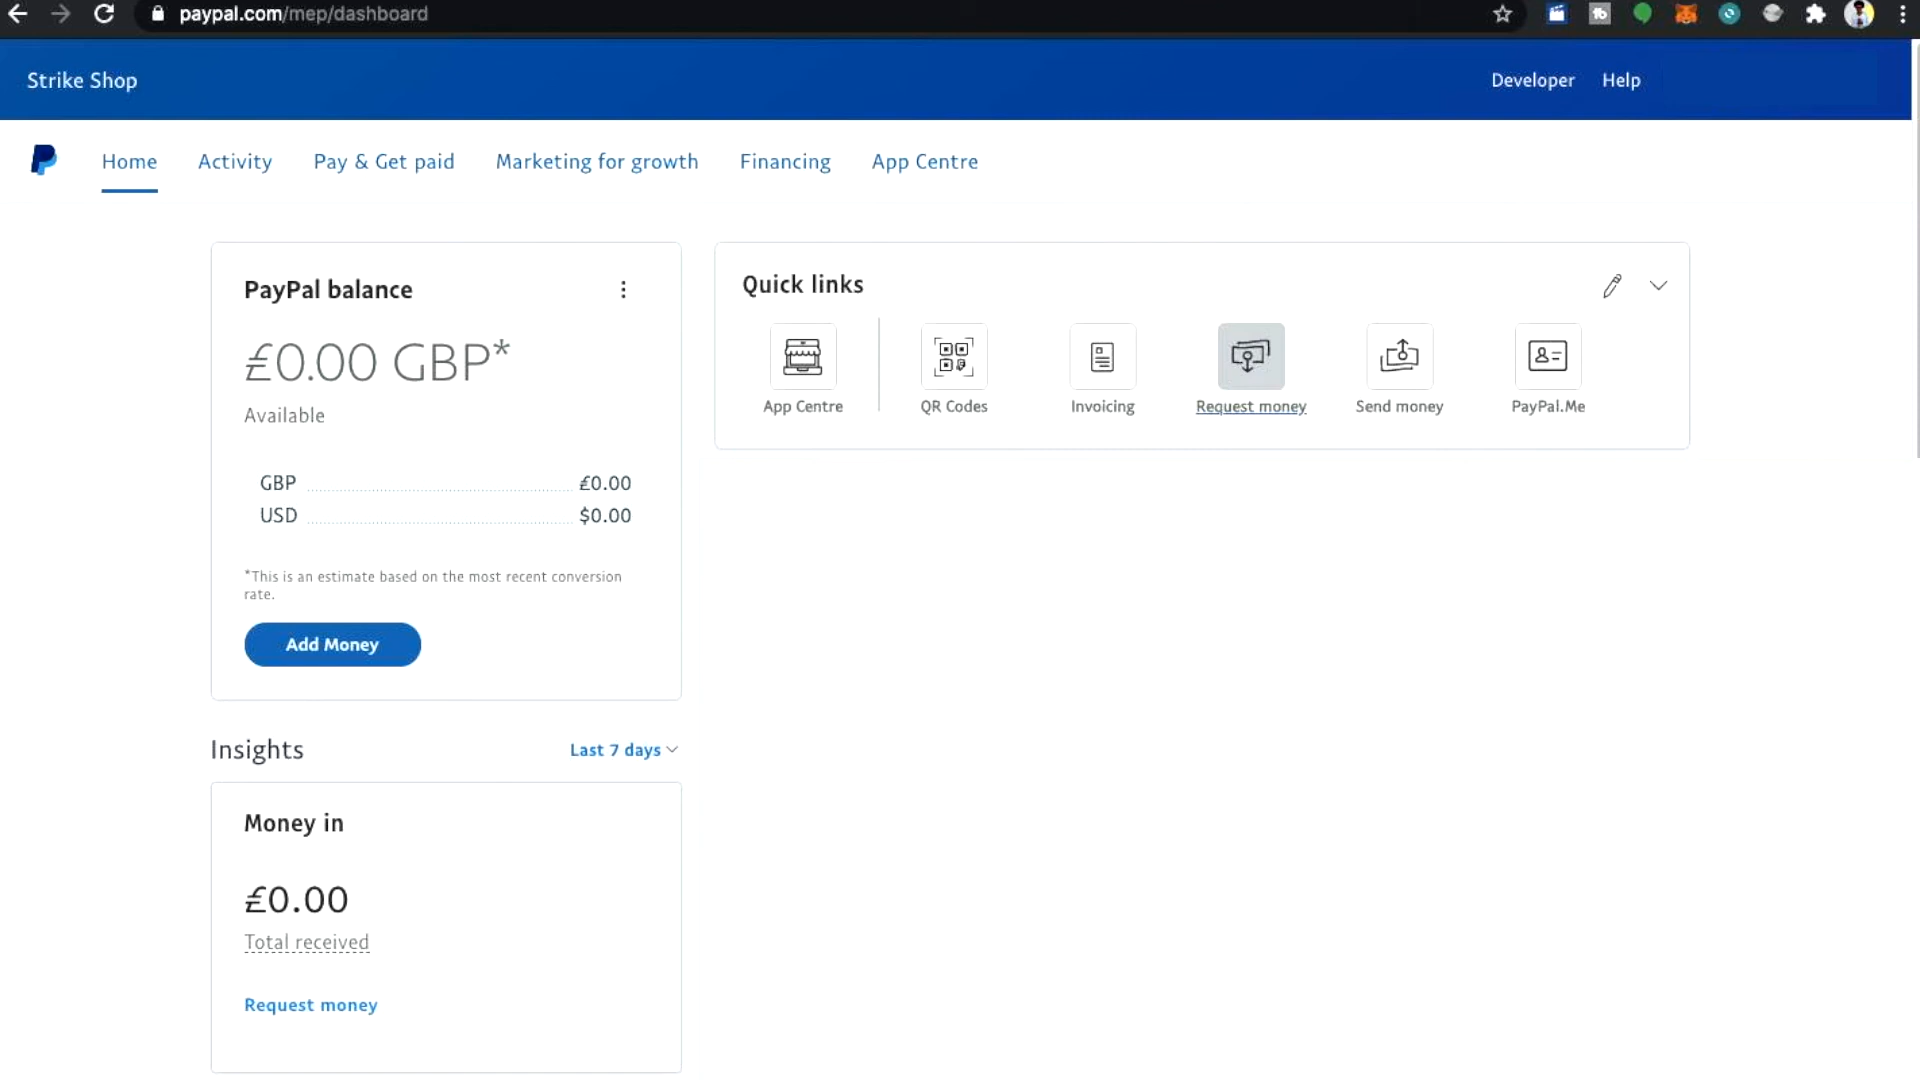 paypal.com/mep/dashboard
Strike Shop
Developer
Help
Home
Activity
Pay & Get paid
Marketing for growth
Financing
App Centre
PayPal balance
£0.00 GBP*
Available
GBP £0.00
USD $0.00
*This is an estimate based on the most recent conversion
rate.
Add Money
Quick links
App Centre
QR Codes
Invoicing
Request money
Send money
PayPal.Me
Insights
Last 7 days
Money in
£0.00
Total received
Request money